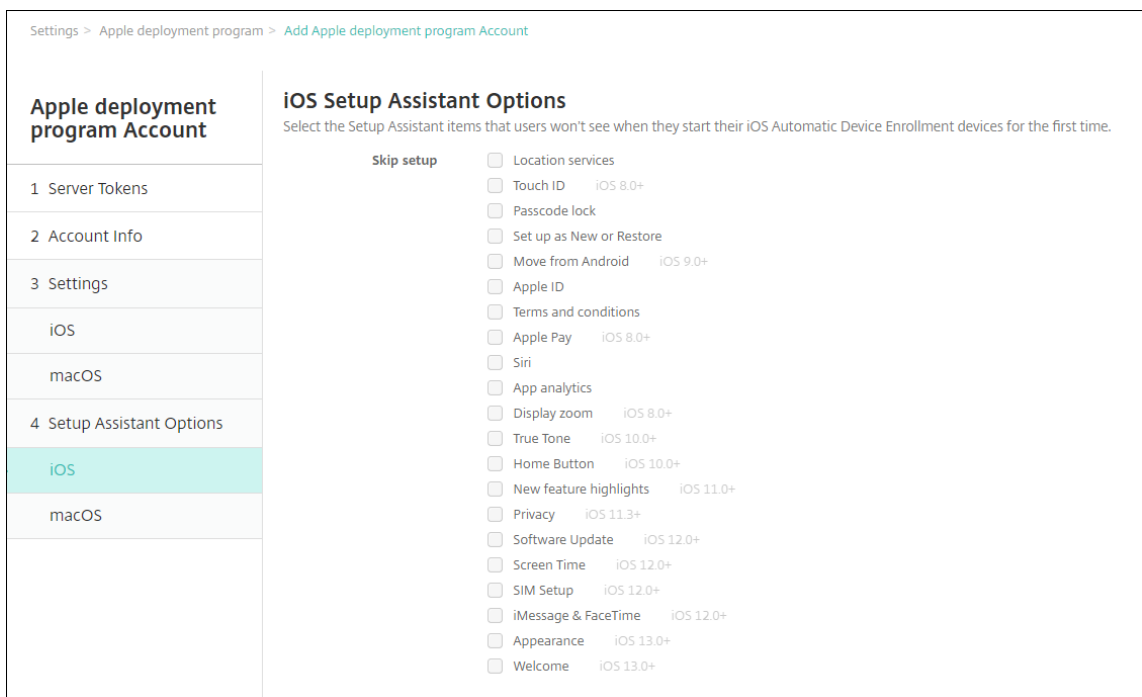 Settings > Apple deployment program > Add Apple deployment program Account
Apple deployment
program Account
1 Server Tokens
2 Account Info
3 Settings
iOS
macOS
4 Setup Assistant Options
iOS
macOS
iOS Setup Assistant Options
Select the Setup Assistant items that users won't see when they start their iOS Automatic Device Enrollment devices for the first time.
Skip setup Location services
Touch ID iOS 8.0+
Passcode lock
Set up as New or Restore
Move from Android iOS 9.0+
Apple ID
Terms and conditions
Apple Pay iOS 8.0+
Siri
App analytics
Display zoom iOS 8.0+
True Tone iOS 10.0+
Home Button iOS 10.0+
New feature highlights iOS 11.0+
Privacy iOS 11.3+
Software Update iOS 12.0+
Screen Time iOS 12.0+
SIM Setup iOS 12.0+
iMessage & FaceTime iOS 12.0+
Appearance iOS 13.0+
Welcome iOS 13.0+